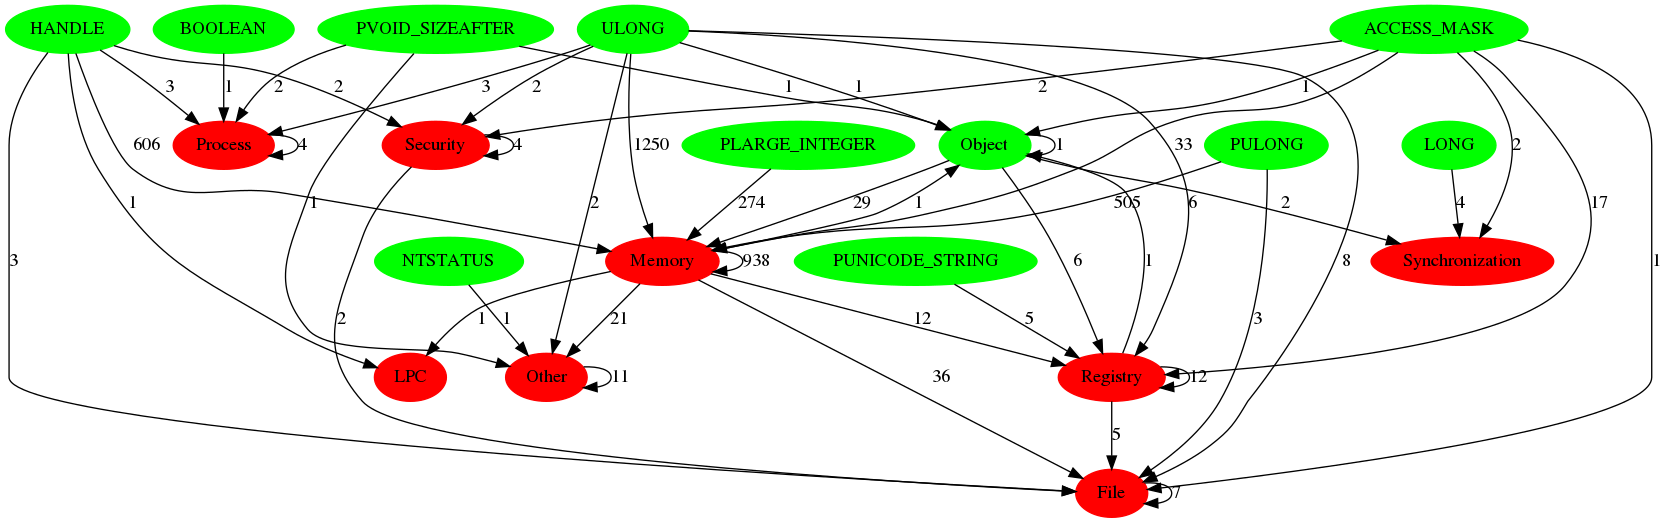 HANDLE BOOLEAN PVOID_SIZEAFTER ULONG ACCESS_MASK
3 1 2 2 3 2 1 1 2 1
Process 4 Security 4 606 1250 PLARGE_INTEGER Object 1 33 PULONG LONG 2
1 1 2 274 29 1 505 6 2 4 17
3 NTSTATUS Memory 938 PUNICODE_STRING 6 1 3 8 Synchronization 1
2 1 1 21 12 5
LPC Other 11 36 Registry 12
5
File 7